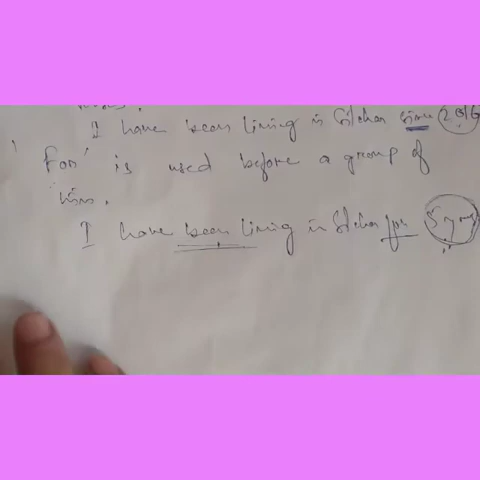 I have been living in Silchar since 2016
'For' is used before a group of
time.
I have been living in Silchar for 5 years